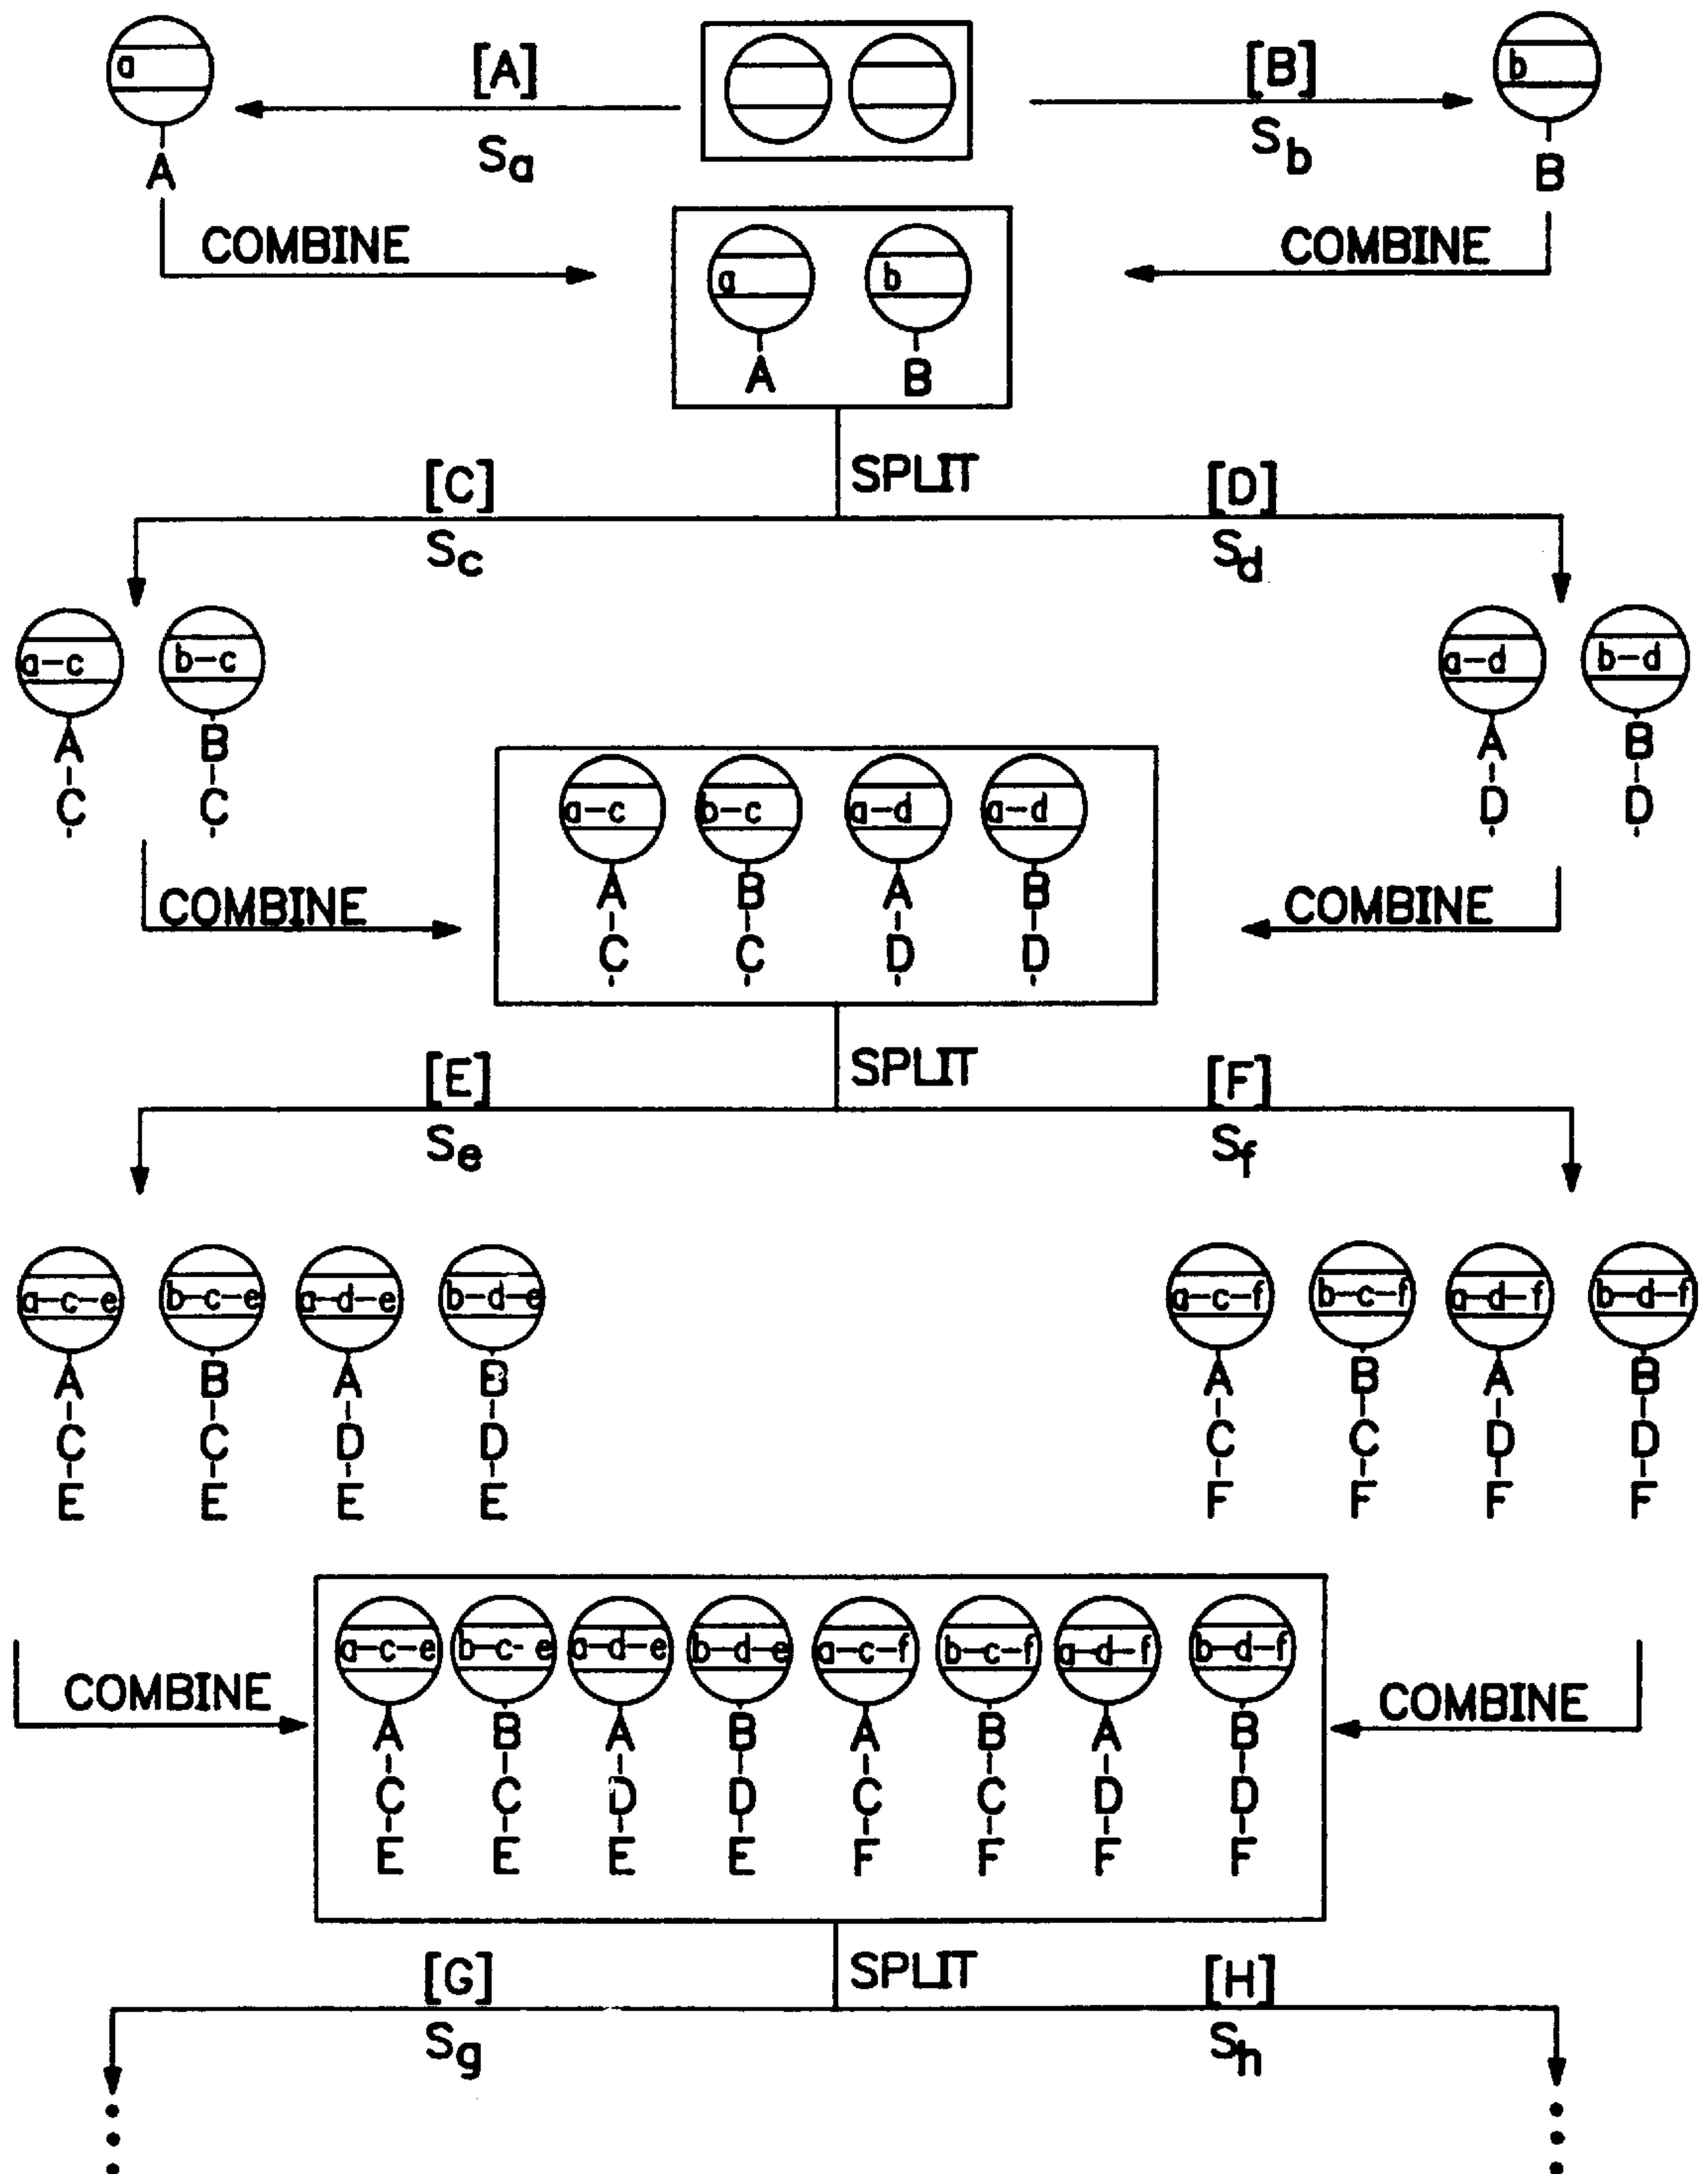 a [A] [B] b
Sa Sb
A B
COMBINE COMBINE
a b
A B
SPLIT
[C] [D]
Sc Sd
a-c b-c a-d b-d
A B A B
C C D D
a-c b-c a-d a-d
A B A B
C C D D
COMBINE COMBINE
SPLIT
[E] [F]
Se Sf
a-c-e b-c-e a-d-e b-d-e a-c-f b-c-f a-d-f b-d-f
A B A B A B A B
C C D D C C D D
E E E E F F F F
a-c-e b-c-e a-d-e b-d-e a-c-f b-c-f a-d-f b-d-f
COMBINE COMBINE
A B A B A B A B
C C D D C C D D
E E E E F F F F
SPLIT
[G] [H]
Sg Sh